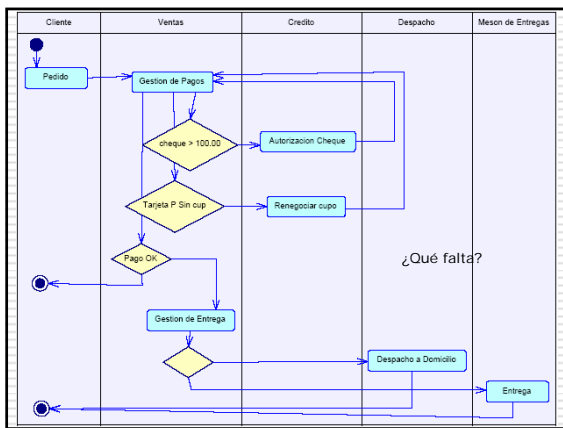 Cliente
Ventas
Credito
Despacho
Meson de Entregas
Pedido
Gestion de Pagos
cheque > 100.00
Autorizacion Cheque
Tarjeta P Sin cup
Renegociar cupo
Pago OK
¿Qué falta?
Gestion de Entrega
Despacho a Domicilio
Entrega